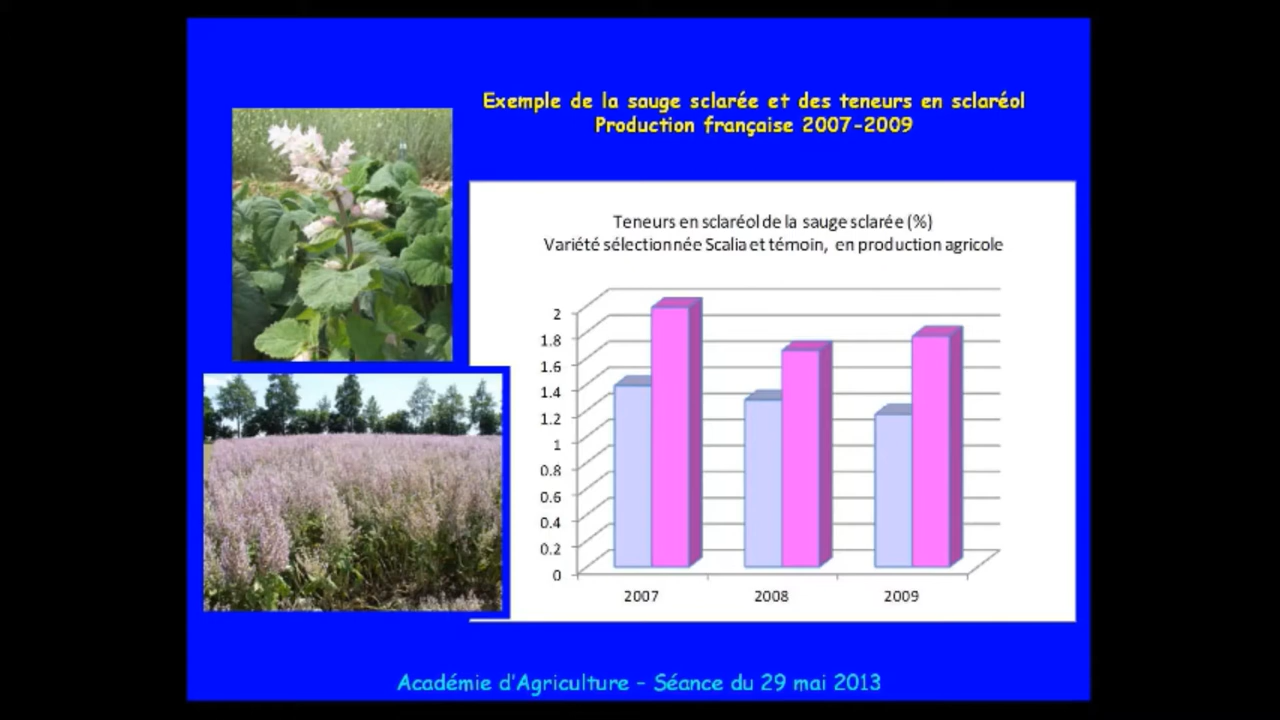 Exemple de la sauge sclarée et des teneurs en sclaréol
Production française 2007-2009
Teneurs en sclaréol de la sauge sclarée (%)
Variété sélectionnée Scalia et témoin, en production agricole
2
1.8
1.6
1.4
1.2
1
0.8
0.6
0.4
0.2
0
2007
2008
2009
Académie d'Agriculture - Séance du 29 mai 2013